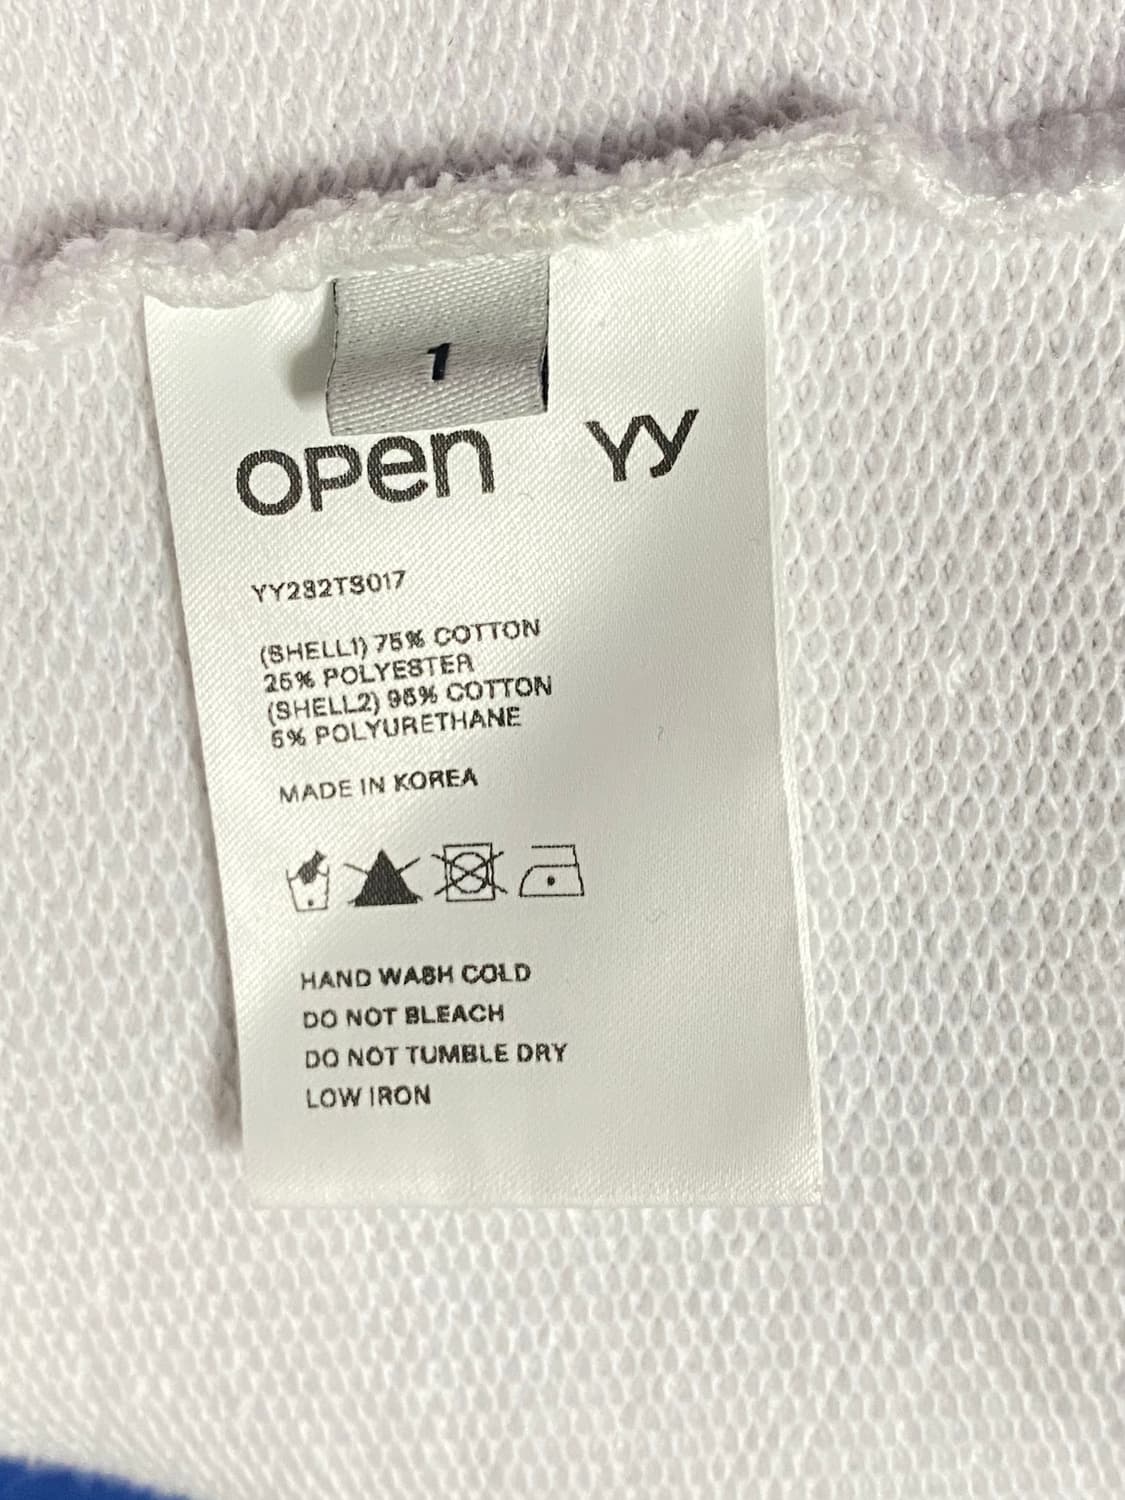 1
open YY
YY232TS017
(SHELL1) 75% COTTON
25% POLYESTER
(SHELL2) 95% COTTON
5% POLYURETHANE
MADE IN KOREA
HAND WASH COLD
DO NOT BLEACH
DO NOT TUMBLE DRY
LOW IRON